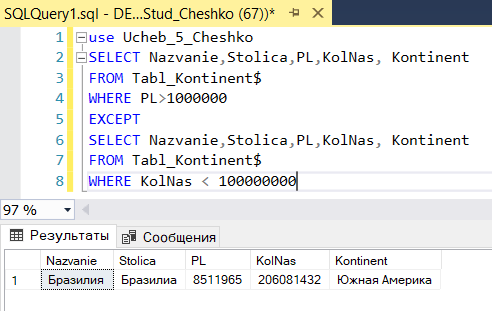 SQLQuery1.sql - DE...Stud_Cheshko (67))*
1 use Ucheb_5_Cheshko
2 SELECT Nazvanie,Stolica,PL,KolNas, Kontinent
3 FROM Tabl_Kontinent$
4 WHERE PL>1000000
5 EXCEPT
6 SELECT Nazvanie,Stolica,PL,KolNas, Kontinent
7 FROM Tabl_Kontinent$
8 WHERE KolNas < 100000000
97 %
Результаты Сообщения
Nazvanie Stolica PL KolNas Kontinent
1 Бразилия Бразилиа 8511965 206081432 Южная Америка